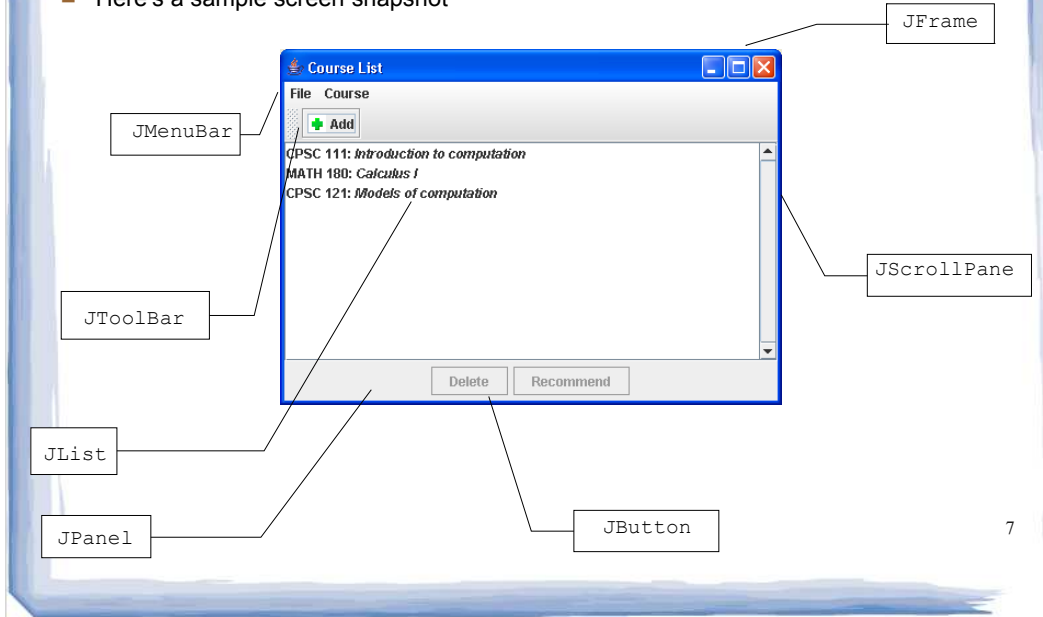 – Here's a sample screen snapshot
JFrame
Course List
File Course
JMenuBar
Add
CPSC 111: Introduction to computation
MATH 180: Calculus I
CPSC 121: Models of computation
JScrollPane
JToolBar
Delete Recommend
JList
JButton
JPanel
7